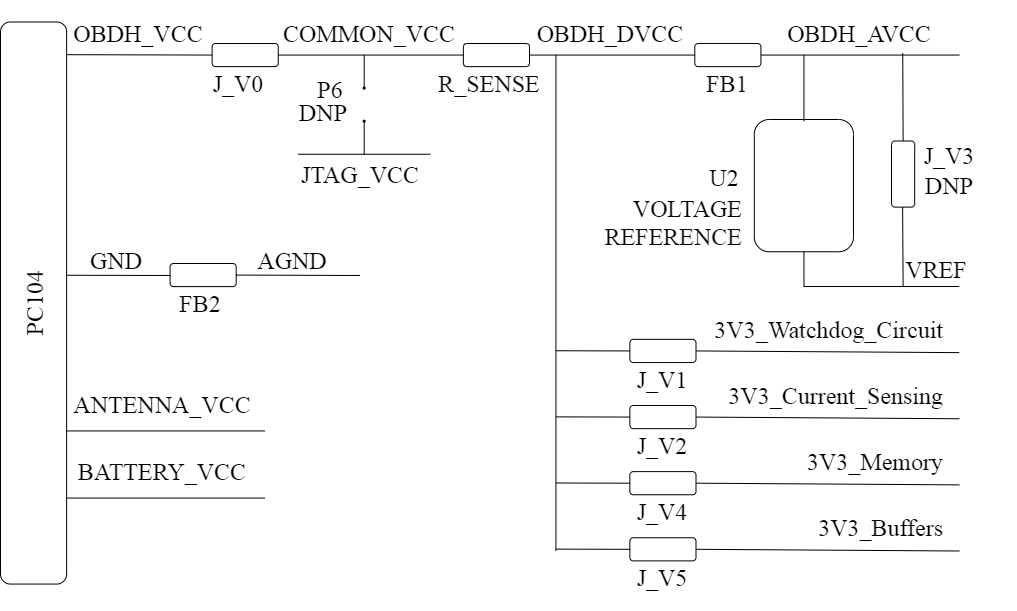 OBDH_VCC
COMMON_VCC
OBDH_DVCC
OBDH_AVCC
J_V0
P6
DNP
R_SENSE
FB1
JTAG_VCC
J_V3
DNP
U2
VOLTAGE
REFERENCE
GND
AGND
FB2
VREF
PC104
3V3_Watchdog_Circuit
J_V1
3V3_Current_Sensing
ANTENNA_VCC
J_V2
3V3_Memory
BATTERY_VCC
J_V4
3V3_Buffers
J_V5